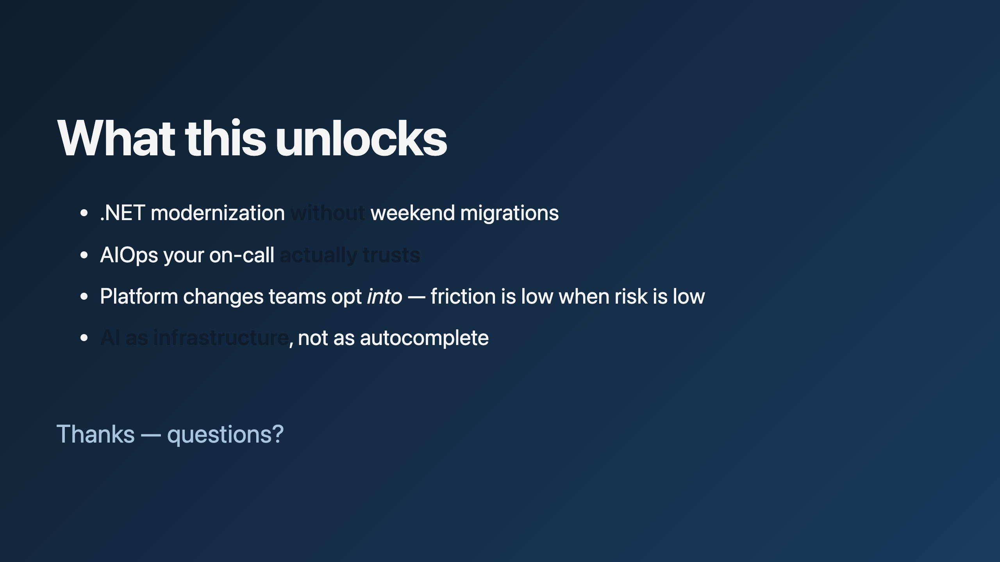 What this unlocks
• .NET modernization without weekend migrations
• AIOps your on-call actually trusts
• Platform changes teams opt into — friction is low when risk is low
• AI as infrastructure, not as autocomplete
Thanks — questions?